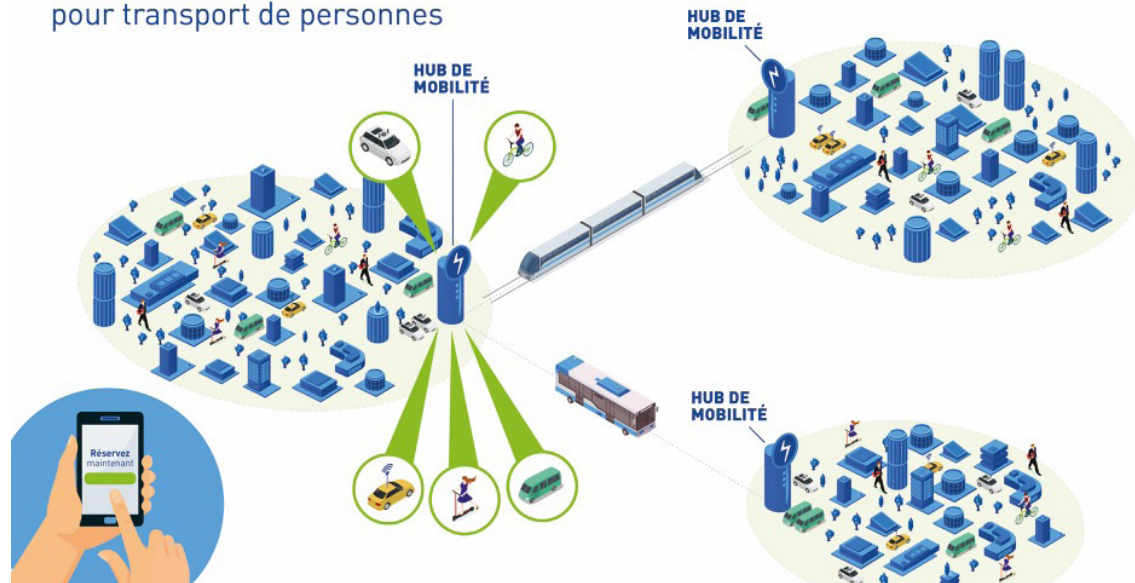 pour transport de personnes
HUB DE
MOBILITÉ
HUB DE
MOBILITÉ
HUB DE
MOBILITÉ
Réservez
maintenant